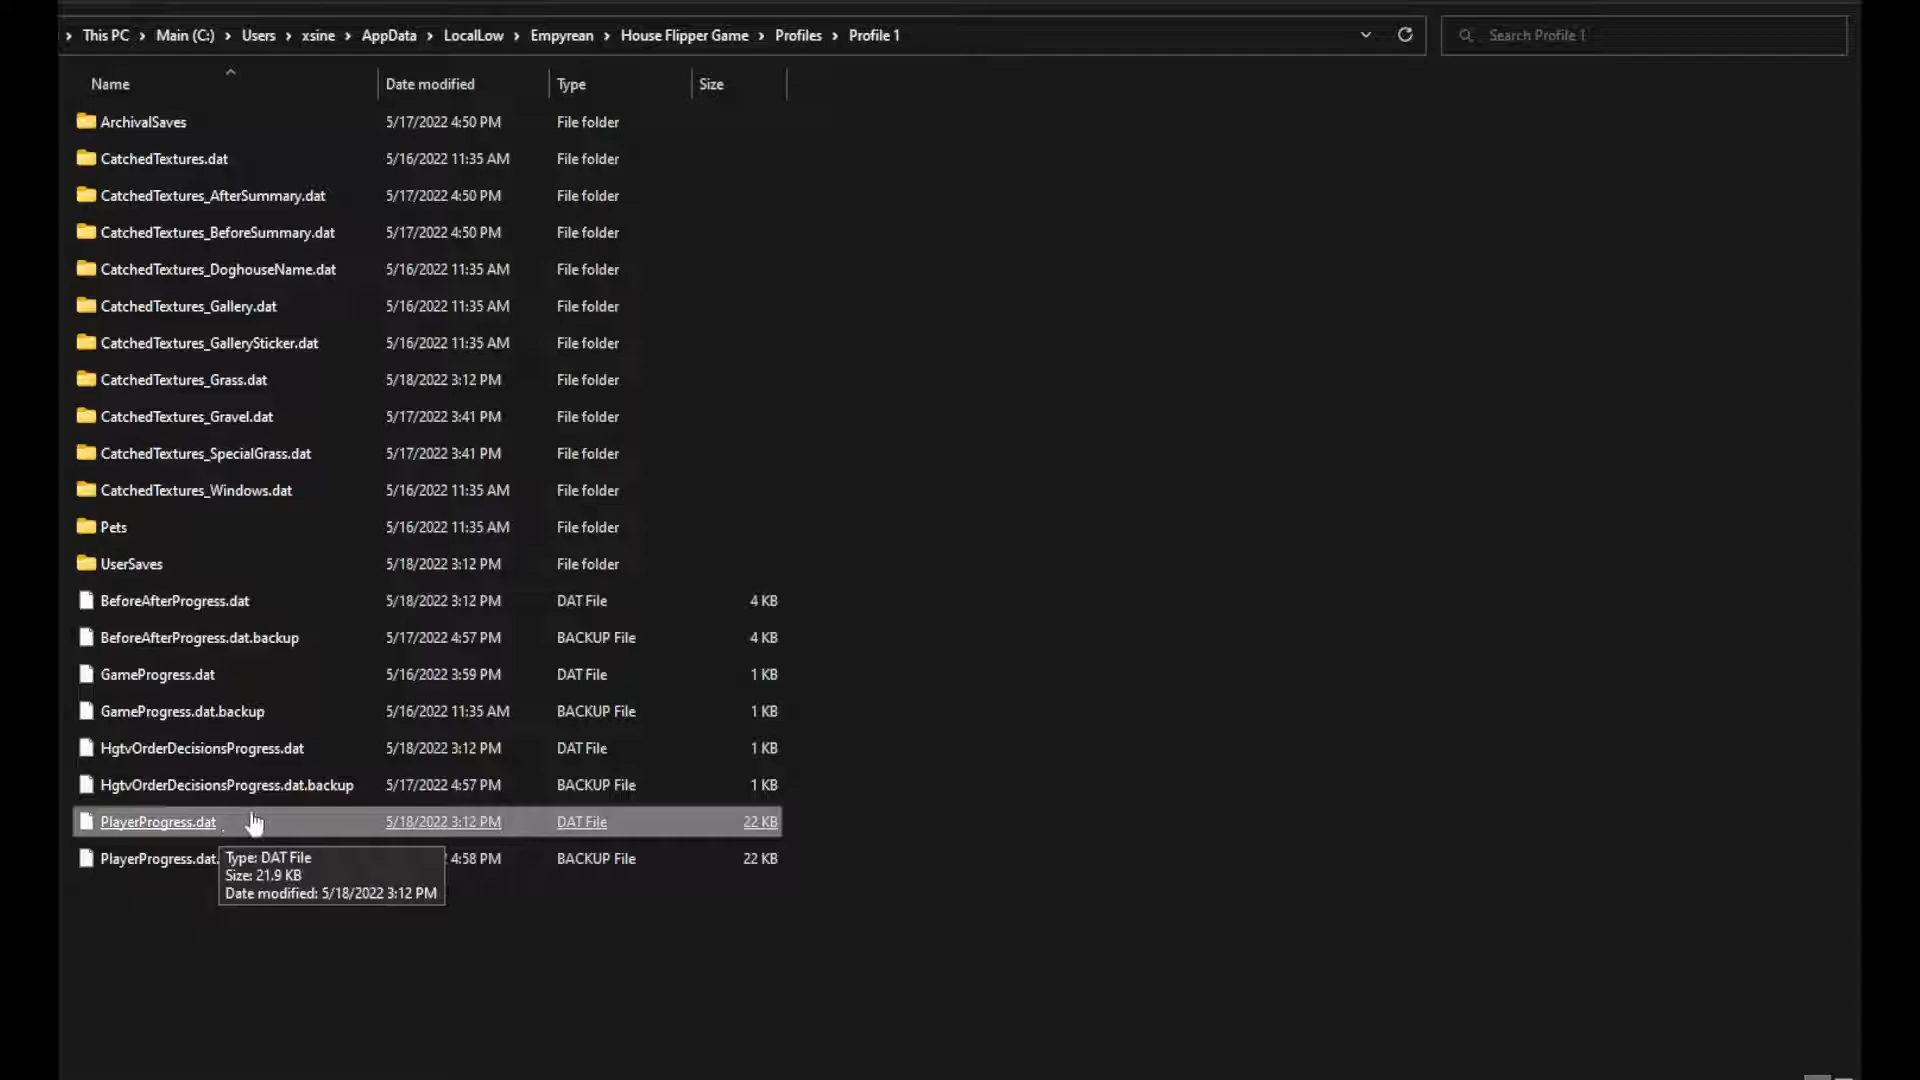 › This PC › Main (C:) › Users › xsine › AppData › LocalLow › Empyrean › House Flipper Game › Profiles › Profile 1
Search Profile 1
Name Date modified Type Size
ArchivalSaves 5/17/2022 4:50 PM File folder
CatchedTextures.dat 5/16/2022 11:35 AM File folder
CatchedTextures_AfterSummary.dat 5/17/2022 4:50 PM File folder
CatchedTextures_BeforeSummary.dat 5/17/2022 4:50 PM File folder
CatchedTextures_DoghouseName.dat 5/16/2022 11:35 AM File folder
CatchedTextures_Gallery.dat 5/16/2022 11:35 AM File folder
CatchedTextures_GallerySticker.dat 5/16/2022 11:35 AM File folder
CatchedTextures_Grass.dat 5/18/2022 3:12 PM File folder
CatchedTextures_Gravel.dat 5/17/2022 3:41 PM File folder
CatchedTextures_SpecialGrass.dat 5/17/2022 3:41 PM File folder
CatchedTextures_Windows.dat 5/16/2022 11:35 AM File folder
Pets 5/16/2022 11:35 AM File folder
UserSaves 5/18/2022 3:12 PM File folder
BeforeAfterProgress.dat 5/18/2022 3:12 PM DAT File 4 KB
BeforeAfterProgress.dat.backup 5/17/2022 4:57 PM BACKUP File 4 KB
GameProgress.dat 5/16/2022 3:59 PM DAT File 1 KB
GameProgress.dat.backup 5/16/2022 11:35 AM BACKUP File 1 KB
HgtvOrderDecisionsProgress.dat 5/18/2022 3:12 PM DAT File 1 KB
HgtvOrderDecisionsProgress.dat.backup 5/17/2022 4:57 PM BACKUP File 1 KB
PlayerProgress.dat 5/18/2022 3:12 PM DAT File 22 KB
PlayerProgress.dat. 4:58 PM BACKUP File 22 KB
Type: DAT File
Size: 21.9 KB
Date modified: 5/18/2022 3:12 PM